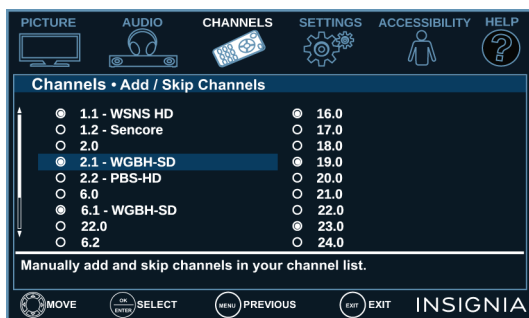 PICTURE AUDIO CHANNELS SETTINGS ACCESSIBILITY HELP
?
Channels • Add / Skip Channels
1.1 - WSNS HD
1.2 - Sencore
2.0
2.1 - WGBH-SD
2.2 - PBS-HD
6.0
6.1 - WGBH-SD
22.0
6.2
16.0
17.0
18.0
19.0
20.0
21.0
22.0
23.0
24.0
Manually add and skip channels in your channel list.
MOVE OK ENTER SELECT MENU PREVIOUS EXIT EXIT INSIGNIA